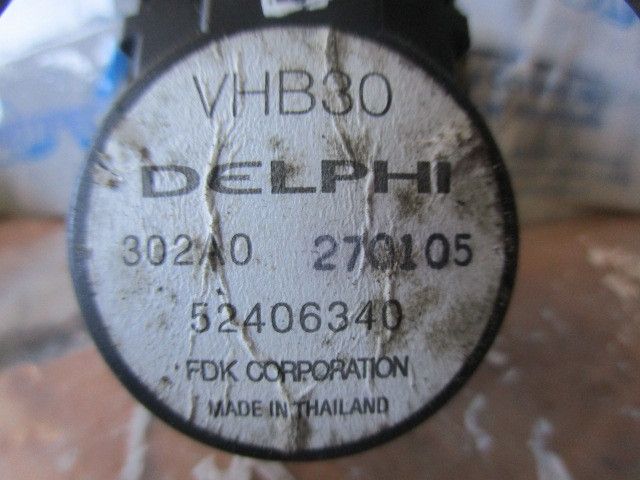 VHB30
DELPHI
302A0 270105
52406340
FDK CORPORATION
MADE IN THAILAND